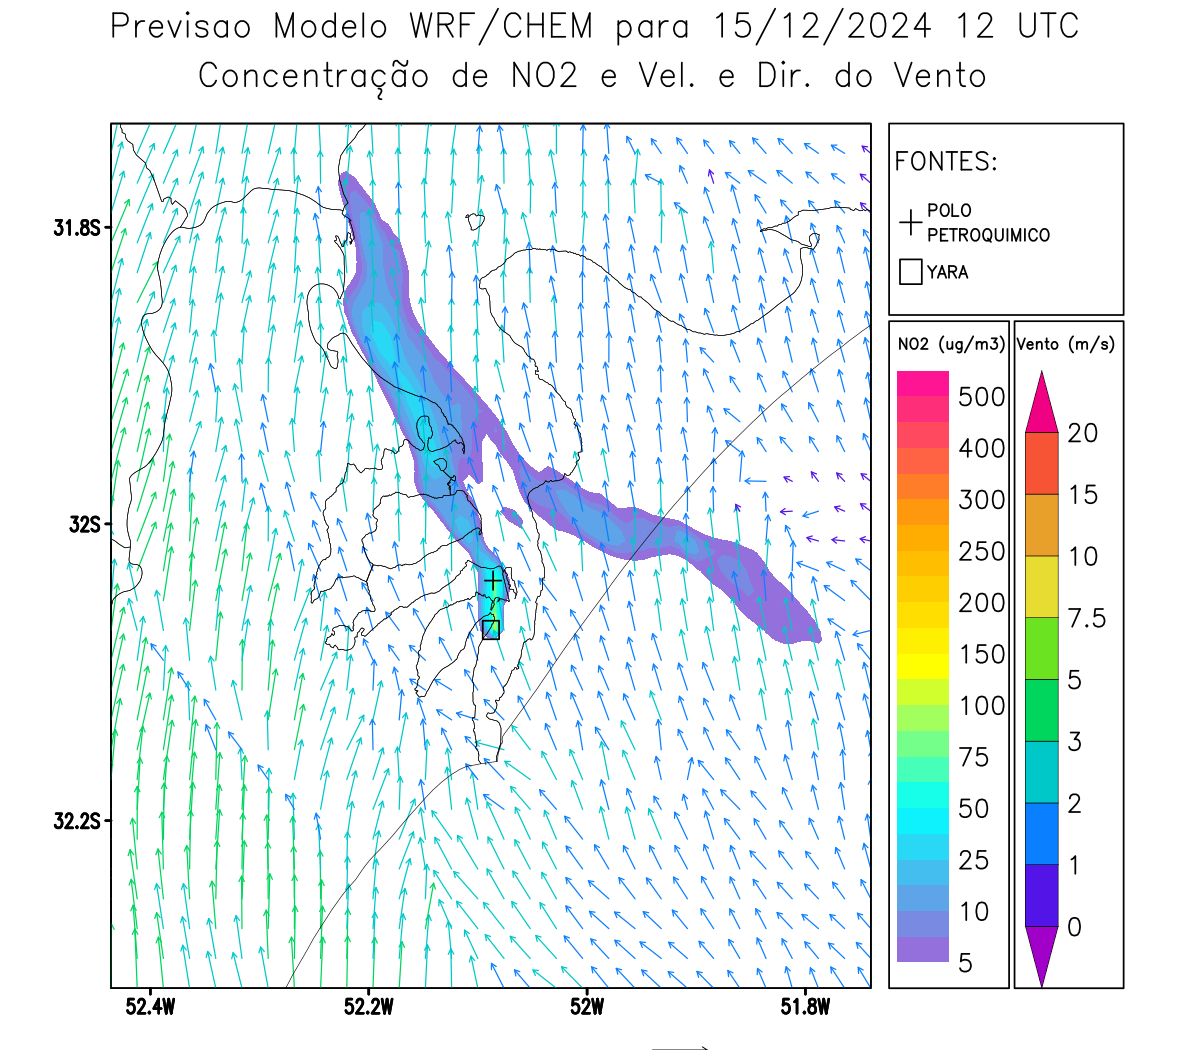 Previsao Modelo WRF/CHEM para 15/12/2024 12 UTC
Concentração de NO2 e Vel. e Dir. do Vento
FONTES:
POLO
PETROQUIMICO
YARA
NO2 (ug/m3)
500
400
300
250
200
150
100
75
50
25
10
5
Vento (m/s)
20
15
10
7.5
5
3
2
1
0
31.8S
32S
32.2S
52.4W
52.2W
52W
51.8W